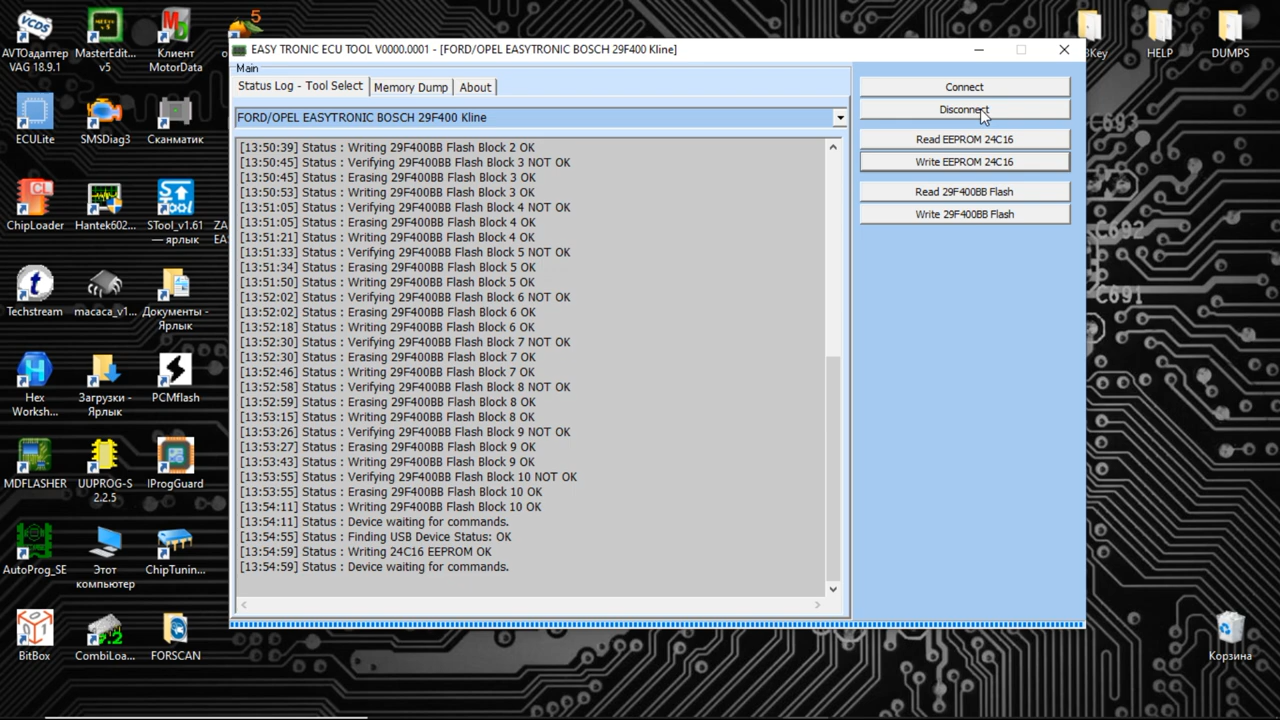 AVTОадаптер
VAG 18.9.1
MasterEdit...
v5
Клиент
MotorData
5
EASY TRONIC ECU TOOL V0000.0001 - [FORD/OPEL EASYTRONIC BOSCH 29F400 Kline]
Main
Status Log - Tool Select
Memory Dump
About
FORD/OPEL EASYTRONIC BOSCH 29F400 Kline
[13:50:39] Status : Writing 29F400BB Flash Block 2 OK
[13:50:45] Status : Verifying 29F400BB Flash Block 3 NOT OK
[13:50:45] Status : Erasing 29F400BB Flash Block 3 OK
[13:50:53] Status : Writing 29F400BB Flash Block 3 OK
[13:51:05] Status : Verifying 29F400BB Flash Block 4 NOT OK
[13:51:05] Status : Erasing 29F400BB Flash Block 4 OK
[13:51:21] Status : Writing 29F400BB Flash Block 4 OK
[13:51:33] Status : Verifying 29F400BB Flash Block 5 NOT OK
[13:51:34] Status : Erasing 29F400BB Flash Block 5 OK
[13:51:50] Status : Writing 29F400BB Flash Block 5 OK
[13:52:02] Status : Verifying 29F400BB Flash Block 6 NOT OK
[13:52:02] Status : Erasing 29F400BB Flash Block 6 OK
[13:52:18] Status : Writing 29F400BB Flash Block 6 OK
[13:52:30] Status : Verifying 29F400BB Flash Block 7 NOT OK
[13:52:30] Status : Erasing 29F400BB Flash Block 7 OK
[13:52:46] Status : Writing 29F400BB Flash Block 7 OK
[13:52:58] Status : Verifying 29F400BB Flash Block 8 NOT OK
[13:52:59] Status : Erasing 29F400BB Flash Block 8 OK
[13:53:15] Status : Writing 29F400BB Flash Block 8 OK
[13:53:26] Status : Verifying 29F400BB Flash Block 9 NOT OK
[13:53:27] Status : Erasing 29F400BB Flash Block 9 OK
[13:53:43] Status : Writing 29F400BB Flash Block 9 OK
[13:53:55] Status : Verifying 29F400BB Flash Block 10 NOT OK
[13:53:55] Status : Erasing 29F400BB Flash Block 10 OK
[13:54:11] Status : Writing 29F400BB Flash Block 10 OK
[13:54:11] Status : Device waiting for commands.
[13:54:55] Status : Finding USB Device Status: OK
[13:54:59] Status : Writing 24C16 EEPROM OK
[13:54:59] Status : Device waiting for commands.
Connect
Disconnect
Read EEPROM 24C16
Write EEPROM 24C16
Read 29F400BB Flash
Write 29F400BB Flash
HELP
DUMPS
C693
C692
C691
ECULite
SMSDiag3
Сканматик
ChipLoader
Hantek602...
STool_v1.61
— ярлык
Techstream
macaca_v1...
Документы -
Ярлык
Hex
Worksh...
Загрузки -
Ярлык
PCMflash
MDFLASHER
UUPROG-S
2.2.5
IProgGuard
AutoProg_SE
Этот
компьютер
ChipTunin...
BitBox
CombiLoa...
FORSCAN
Корзина